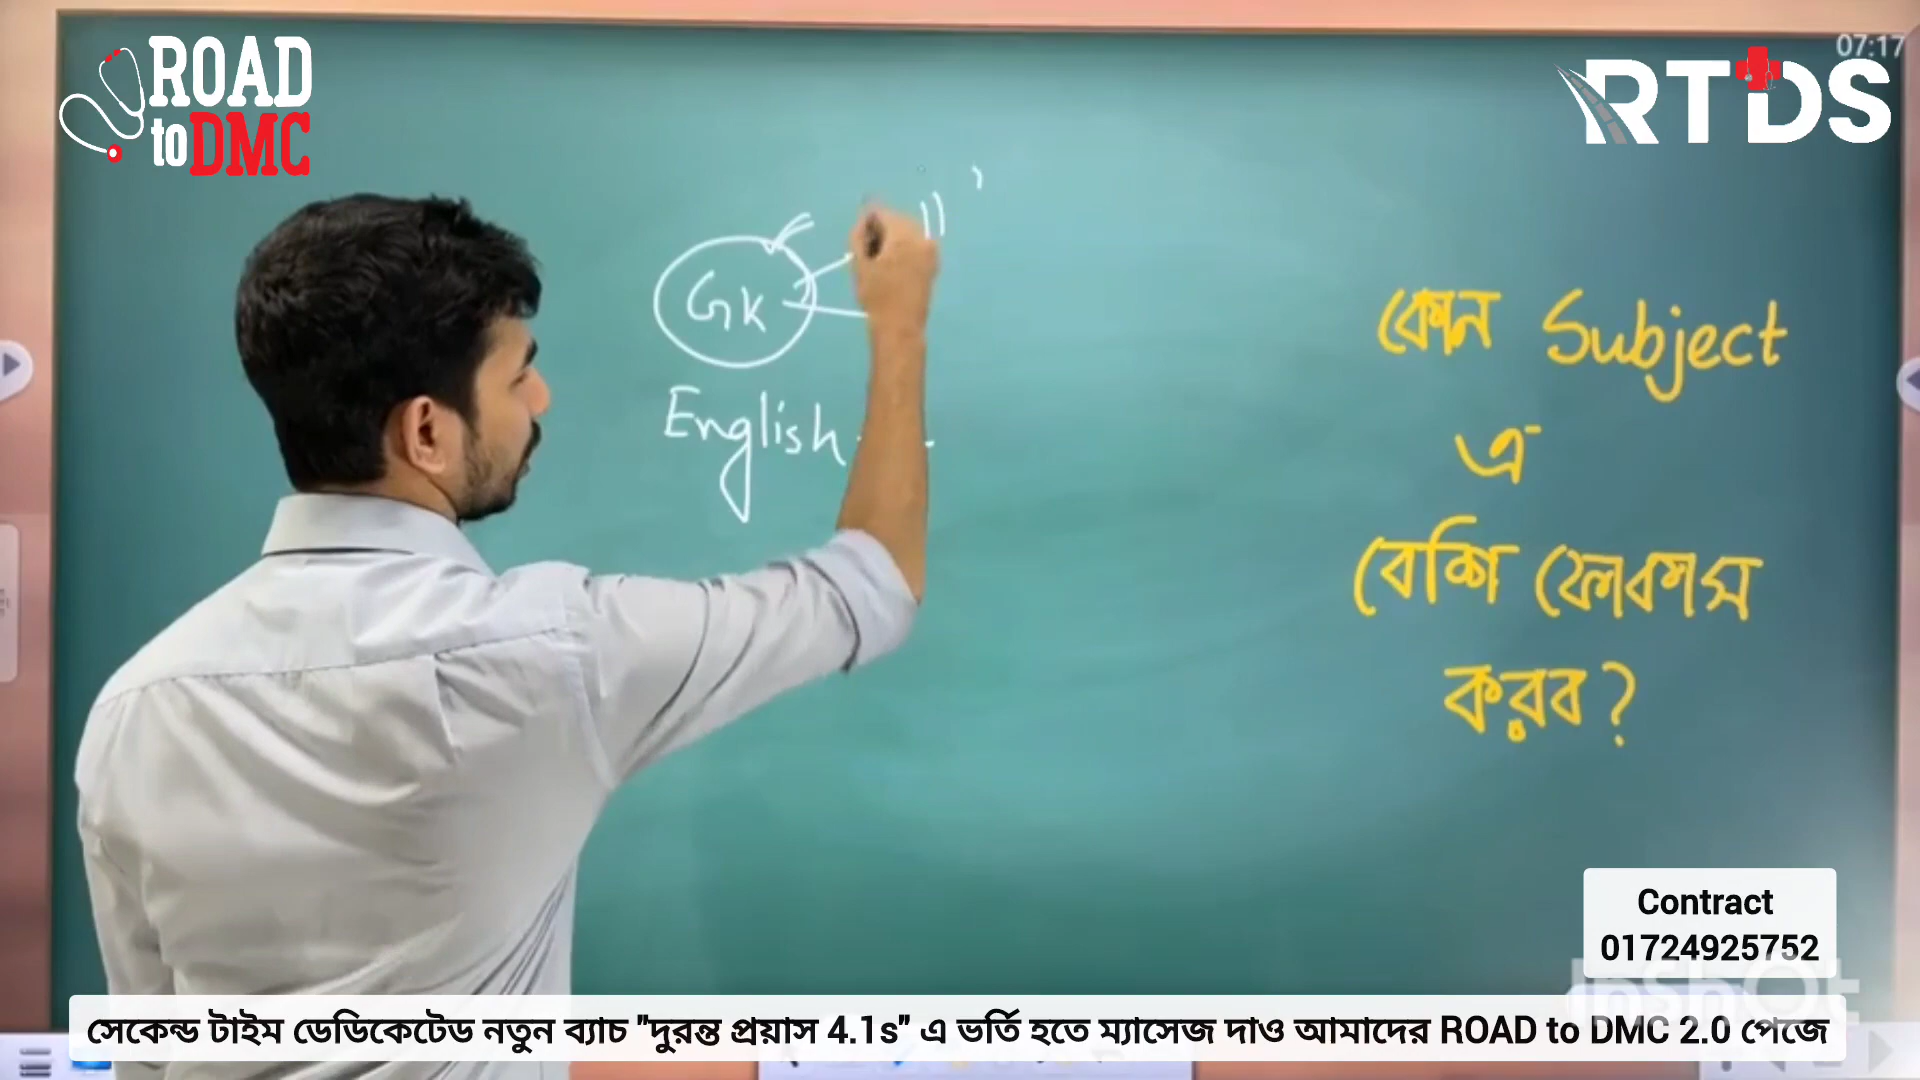 ROAD
to DMC
07:17
RTDS
GK
English
কোন Subject
এ
বেশি ফোকাস
করব?
Contract
01724925752
InShOt
সেকেন্ড টাইম ডেডিকেটেড নতুন ব্যাচ "দুরন্ত প্রয়াস 4.1s" এ ভর্তি হতে ম্যাসেজ দাও আমাদের ROAD to DMC 2.0 পেজে